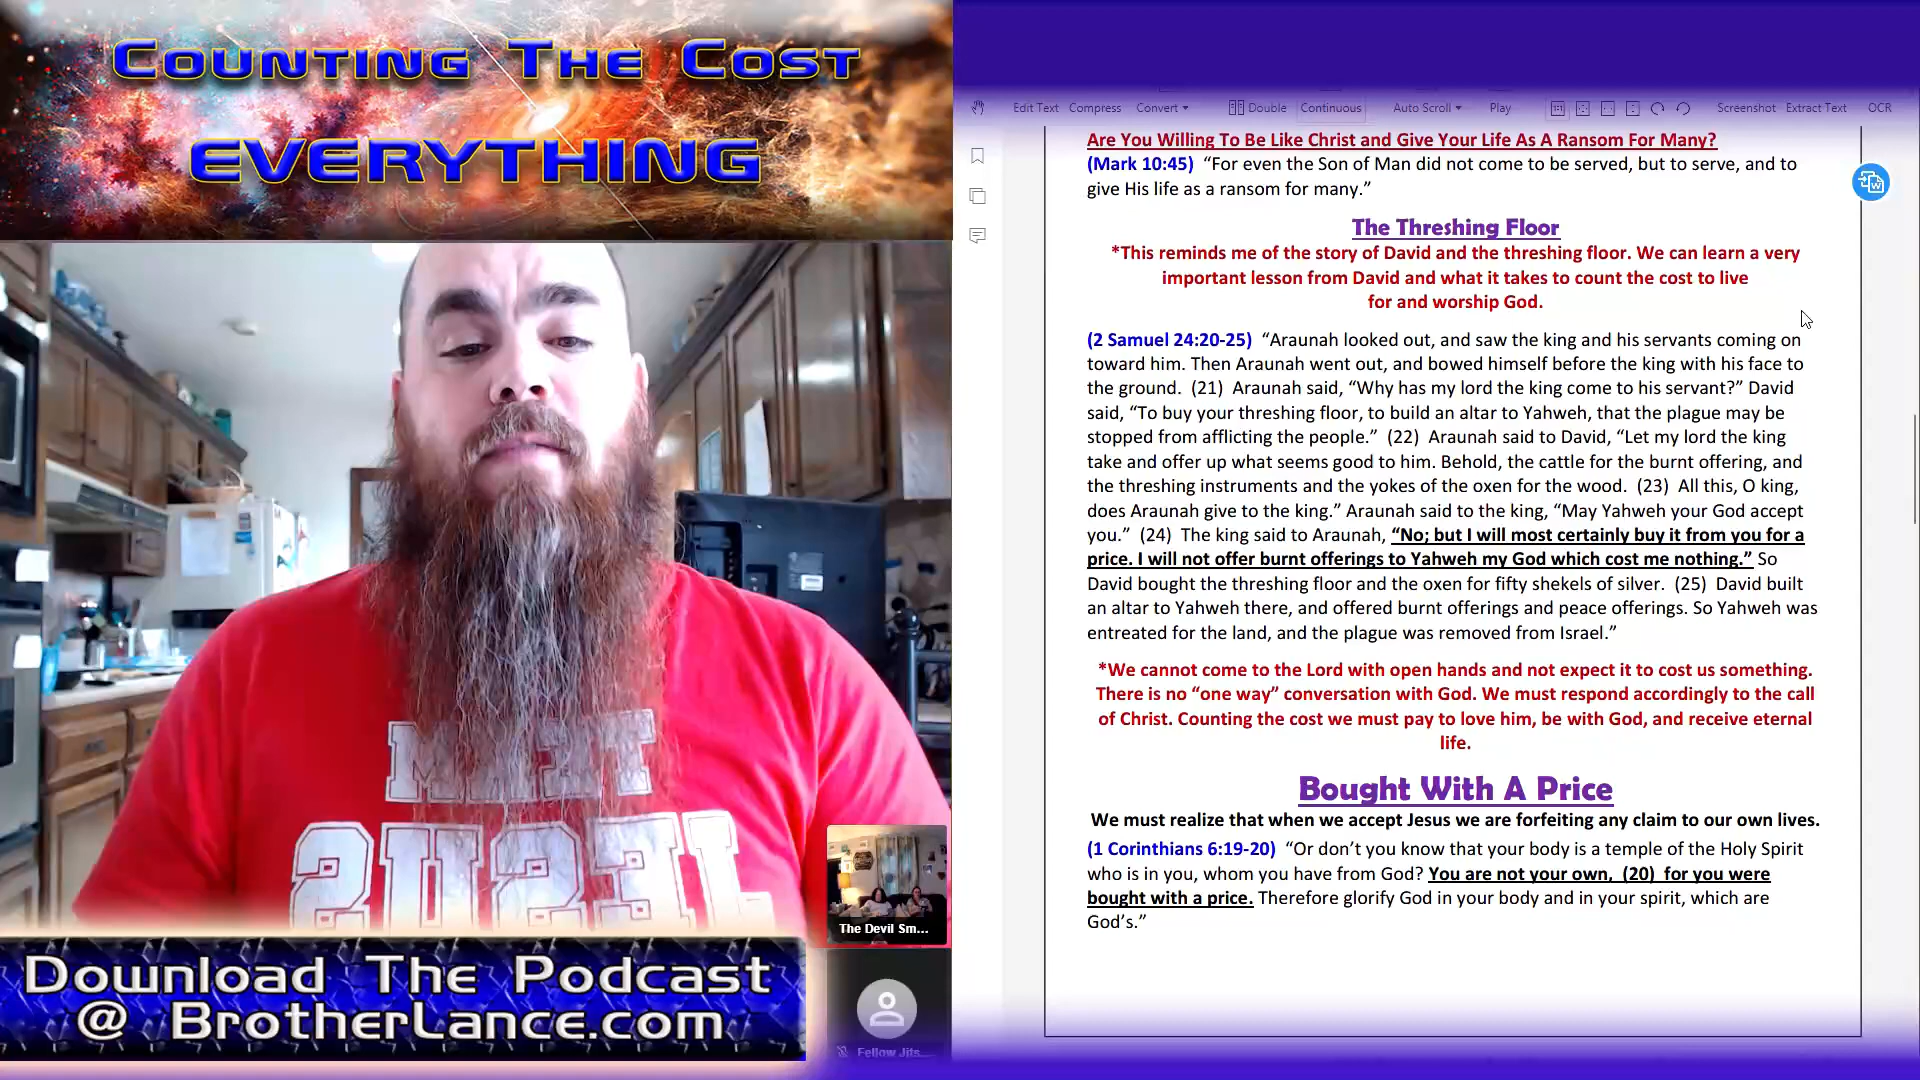 Counting The Cost
EVERYTHING
Edit Text Compress Convert Double Continuous Auto Scroll Play Screenshot Extract Text OCR
Are You Willing To Be Like Christ and Give Your Life As A Ransom For Many?
(Mark 10:45) “For even the Son of Man did not come to be served, but to serve, and to
give His life as a ransom for many.”
The Threshing Floor
*This reminds me of the story of David and the threshing floor. We can learn a very
important lesson from David and what it takes to count the cost to live
for and worship God.
(2 Samuel 24:20-25) “Araunah looked out, and saw the king and his servants coming on
toward him. Then Araunah went out, and bowed himself before the king with his face to
the ground. (21) Araunah said, “Why has my lord the king come to his servant?” David
said, “To buy your threshing floor, to build an altar to Yahweh, that the plague may be
stopped from afflicting the people.” (22) Araunah said to David, “Let my lord the king
take and offer up what seems good to him. Behold, the cattle for the burnt offering, and
the threshing instruments and the yokes of the oxen for the wood. (23) All this, O king,
does Araunah give to the king.” Araunah said to the king, “May Yahweh your God accept
you.” (24) The king said to Araunah, “No; but I will most certainly buy it from you for a
price. I will not offer burnt offerings to Yahweh my God which cost me nothing.” So
David bought the threshing floor and the oxen for fifty shekels of silver. (25) David built
an altar to Yahweh there, and offered burnt offerings and peace offerings. So Yahweh was
entreated for the land, and the plague was removed from Israel.”
*We cannot come to the Lord with open hands and not expect it to cost us something.
There is no “one way” conversation with God. We must respond accordingly to the call
of Christ. Counting the cost we must pay to love him, be with God, and receive eternal
life.
Bought With A Price
We must realize that when we accept Jesus we are forfeiting any claim to our own lives.
(1 Corinthians 6:19-20) “Or don’t you know that your body is a temple of the Holy Spirit
who is in you, whom you have from God? You are not your own, (20) for you were
bought with a price. Therefore glorify God in your body and in your spirit, which are
God’s.”
The Devil Sm...
Fellow Jits...
Download The Podcast
@ BrotherLance.com